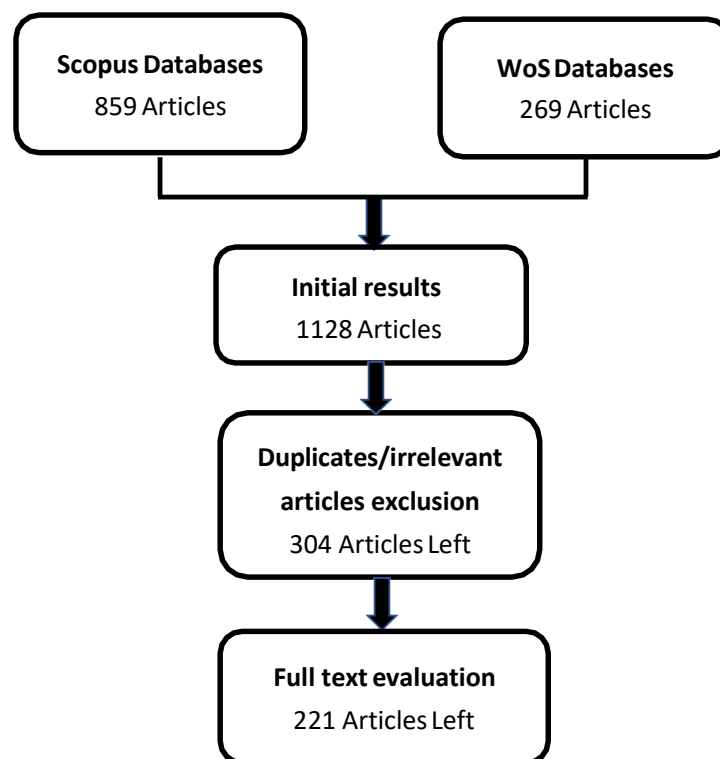 Scopus Databases
859 Articles
WoS Databases
269 Articles
Initial results
1128 Articles
Duplicates/irrelevant
articles exclusion
304 Articles Left
Full text evaluation
221 Articles Left